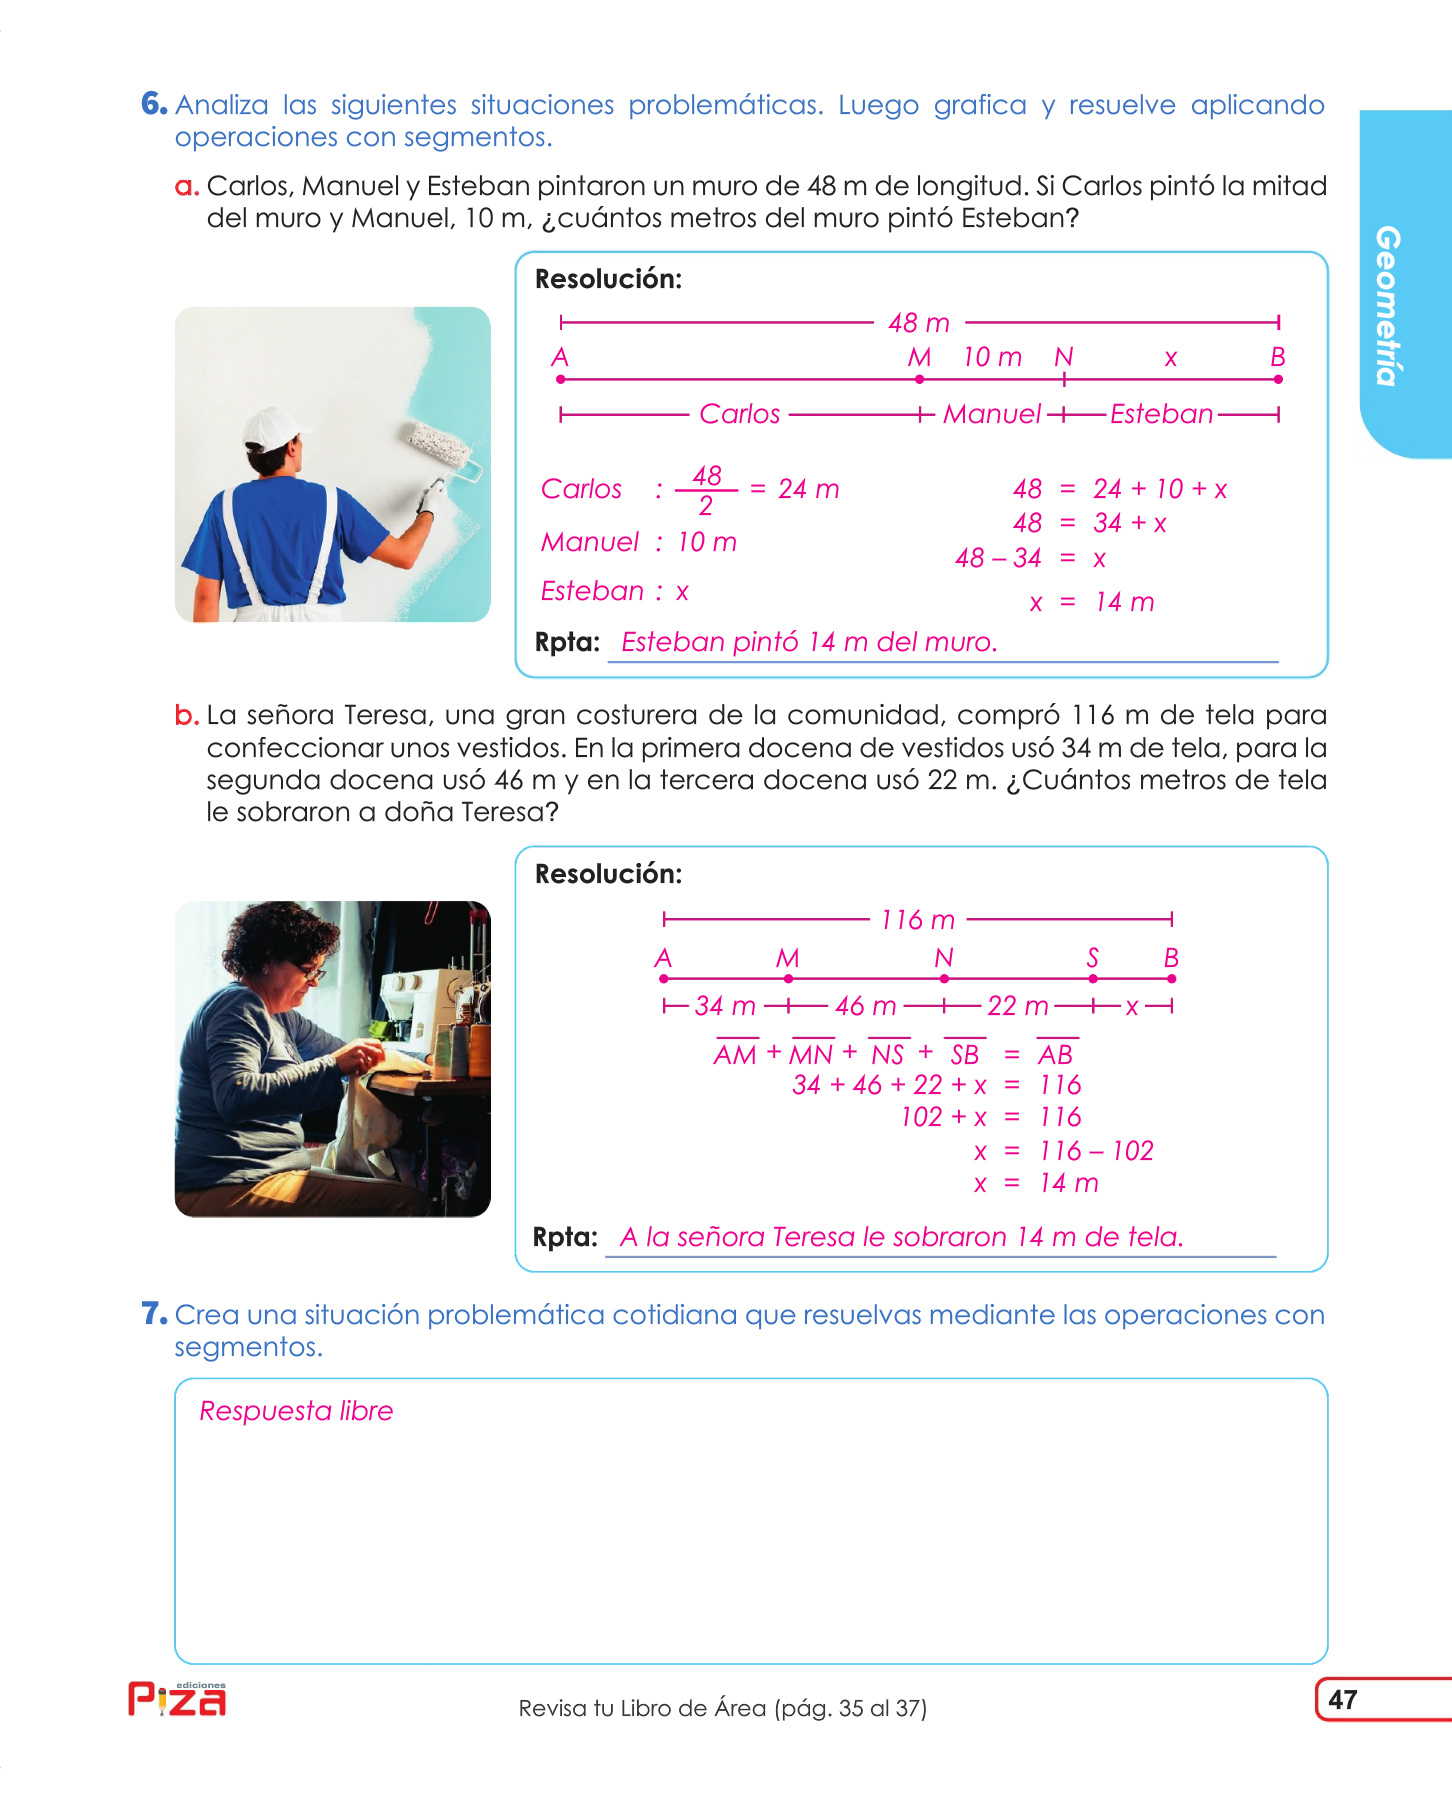 6. Analiza las siguientes situaciones problemáticas. Luego grafica y resuelve aplicando
operaciones con segmentos.
a. Carlos, Manuel y Esteban pintaron un muro de 48 m de longitud. Si Carlos pintó la mitad
del muro y Manuel, 10 m, ¿cuántos metros del muro pintó Esteban?
Resolución:
48 m
A M 10 m N x B
Carlos Manuel Esteban
Carlos : 48/2 = 24 m
Manuel : 10 m
Esteban : x
48 = 24 + 10 + x
48 = 34 + x
48 – 34 = x
x = 14 m
Rpta: Esteban pintó 14 m del muro.
b. La señora Teresa, una gran costurera de la comunidad, compró 116 m de tela para
confeccionar unos vestidos. En la primera docena de vestidos usó 34 m de tela, para la
segunda docena usó 46 m y en la tercera docena usó 22 m. ¿Cuántos metros de tela
le sobraron a doña Teresa?
Resolución:
116 m
A M N S B
34 m 46 m 22 m x
AM + MN + NS + SB = AB
34 + 46 + 22 + x = 116
102 + x = 116
x = 116 – 102
x = 14 m
Rpta: A la señora Teresa le sobraron 14 m de tela.
7. Crea una situación problemática cotidiana que resuelvas mediante las operaciones con
segmentos.
Respuesta libre
Geometría
ediciones
PIZA
Revisa tu Libro de Área (pág. 35 al 37)
47